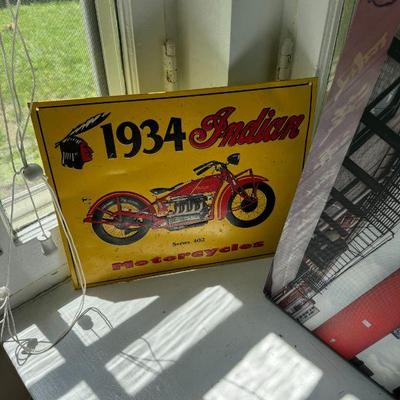 1934 Indian
Series 402
Motorcycles